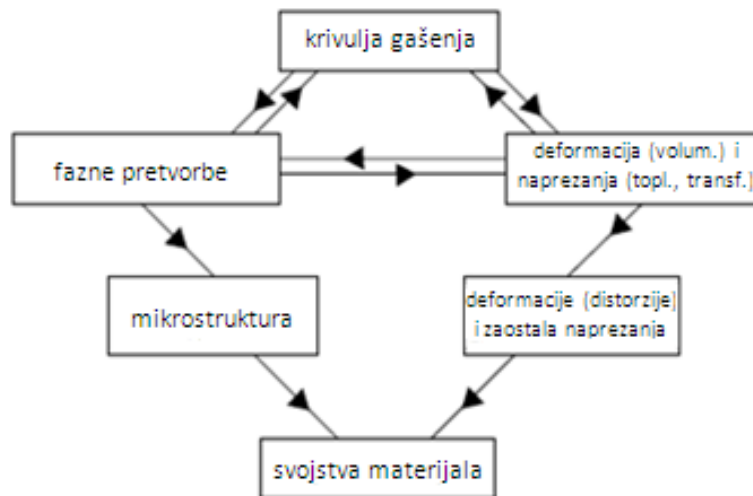 krivulja gašenja
fazne pretvorbe
deformacija (volum.) i
naprezanja (topl., transf.)
mikrostruktura
deformacije (distorzije)
i zaostala naprezanja
svojstva materijala